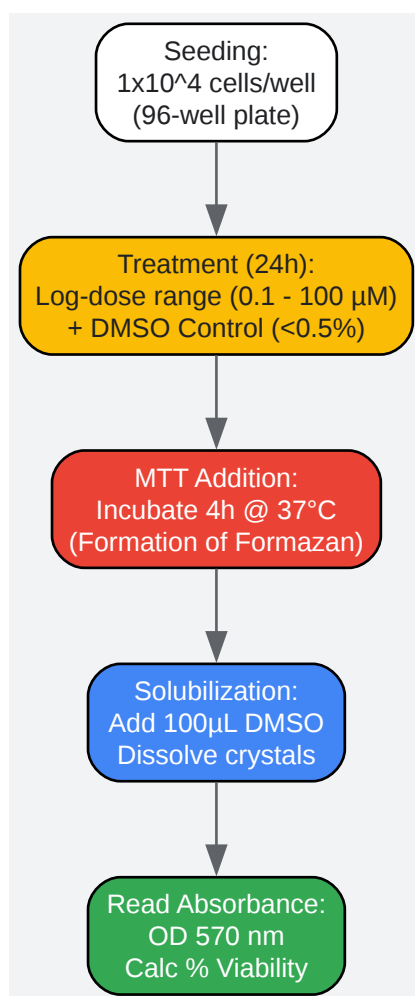 Seeding:
1x10^4 cells/well
(96-well plate)
Treatment (24h):
Log-dose range (0.1 - 100 µM)
+ DMSO Control (<0.5%)
MTT Addition:
Incubate 4h @ 37°C
(Formation of Formazan)
Solubilization:
Add 100µL DMSO
Dissolve crystals
Read Absorbance:
OD 570 nm
Calc % Viability